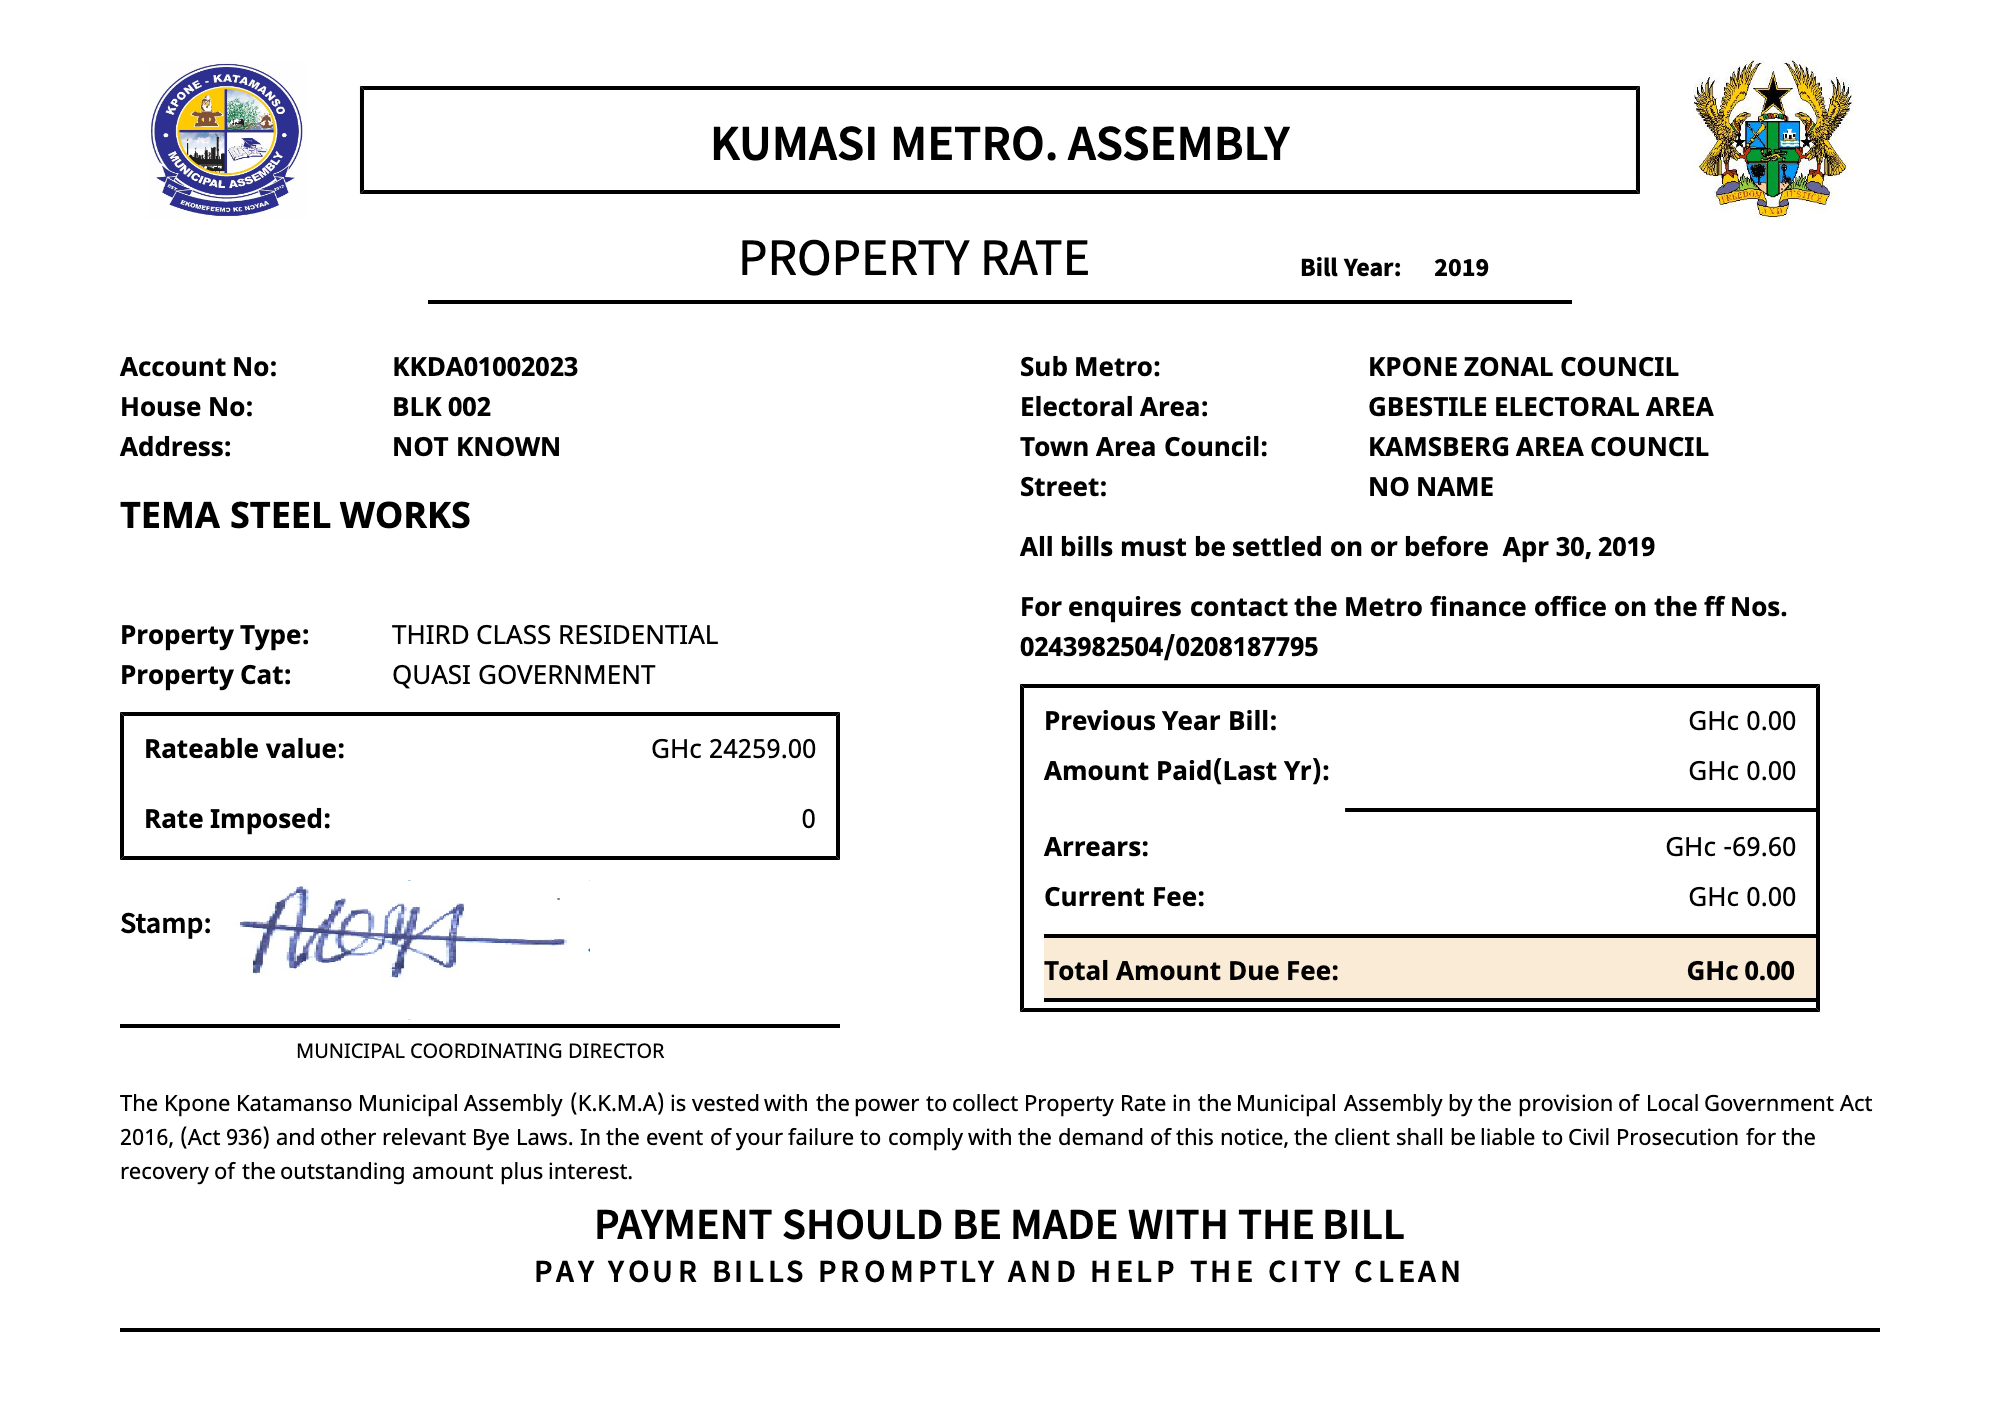 KPONE - KATAMANSO
MUNICIPAL ASSEMBLY
EKOMEFEEMƆ KƐ NƆYAA
KUMASI METRO. ASSEMBLY
FREEDOM AND JUSTICE
PROPERTY RATE
Bill Year: 2019
Account No: KKDA01002023
House No: BLK 002
Address: NOT KNOWN
TEMA STEEL WORKS
Property Type: THIRD CLASS RESIDENTIAL
Property Cat: QUASI GOVERNMENT
Rateable value: GHc 24259.00
Rate Imposed: 0
Stamp:
MUNICIPAL COORDINATING DIRECTOR
Sub Metro: KPONE ZONAL COUNCIL
Electoral Area: GBESTILE ELECTORAL AREA
Town Area Council: KAMSBERG AREA COUNCIL
Street: NO NAME
All bills must be settled on or before Apr 30, 2019
For enquires contact the Metro finance office on the ff Nos.
0243982504/0208187795
Previous Year Bill: GHc 0.00
Amount Paid(Last Yr): GHc 0.00
Arrears: GHc -69.60
Current Fee: GHc 0.00
Total Amount Due Fee: GHc 0.00
The Kpone Katamanso Municipal Assembly (K.K.M.A) is vested with the power to collect Property Rate in the Municipal Assembly by the provision of Local Government Act
2016, (Act 936) and other relevant Bye Laws. In the event of your failure to comply with the demand of this notice, the client shall be liable to Civil Prosecution for the
recovery of the outstanding amount plus interest.
PAYMENT SHOULD BE MADE WITH THE BILL
PAY YOUR BILLS PROMPTLY AND HELP THE CITY CLEAN